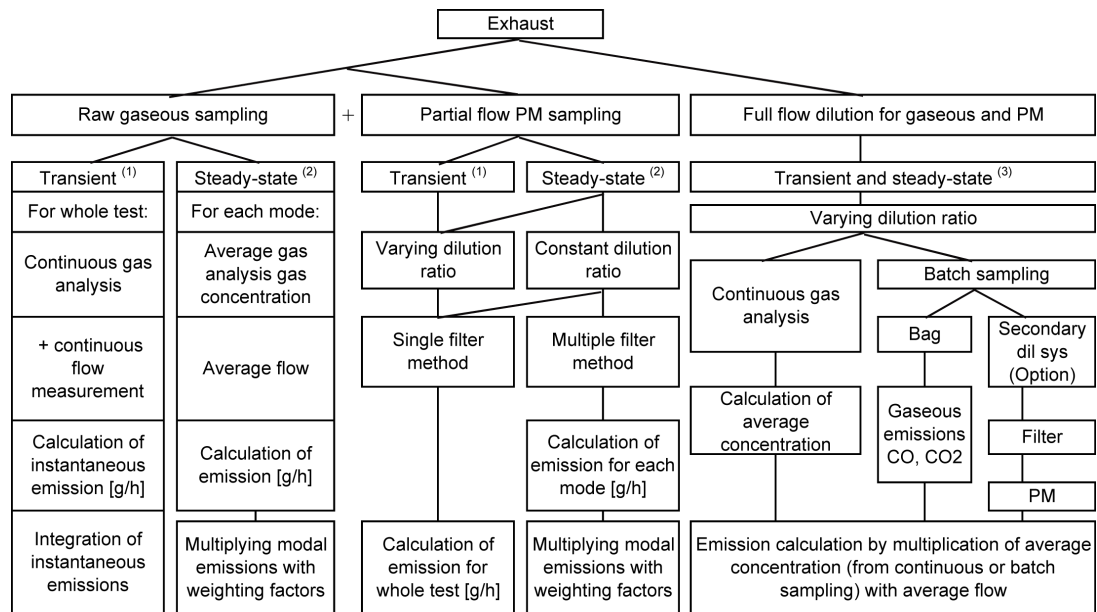 Exhaust
Raw gaseous sampling
+
Partial flow PM sampling
Full flow dilution for gaseous and PM
Transient (1)
Steady-state (2)
Transient (1)
Steady-state (2)
Transient and steady-state (3)
For whole test:
For each mode:
Varying dilution ratio
Continuous gas
analysis
Average gas
analysis gas
concentration
Varying dilution
ratio
Constant dilution
ratio
Continuous gas
analysis
Batch sampling
+ continuous
flow
measurement
Average flow
Single filter
method
Multiple filter
method
Bag
Secondary
dil sys
(Option)
Calculation of
average
concentration
Gaseous
emissions
CO, CO2
Filter
PM
Calculation of
instantaneous
emission [g/h]
Calculation of
emission [g/h]
Calculation of
emission for each
mode [g/h]
Integration of
instantaneous
emissions
Multiplying modal
emissions with
weighting factors
Calculation of
emission for
whole test [g/h]
Multiplying modal
emissions with
weighting factors
Emission calculation by multiplication of average
concentration (from continuous or batch
sampling) with average flow